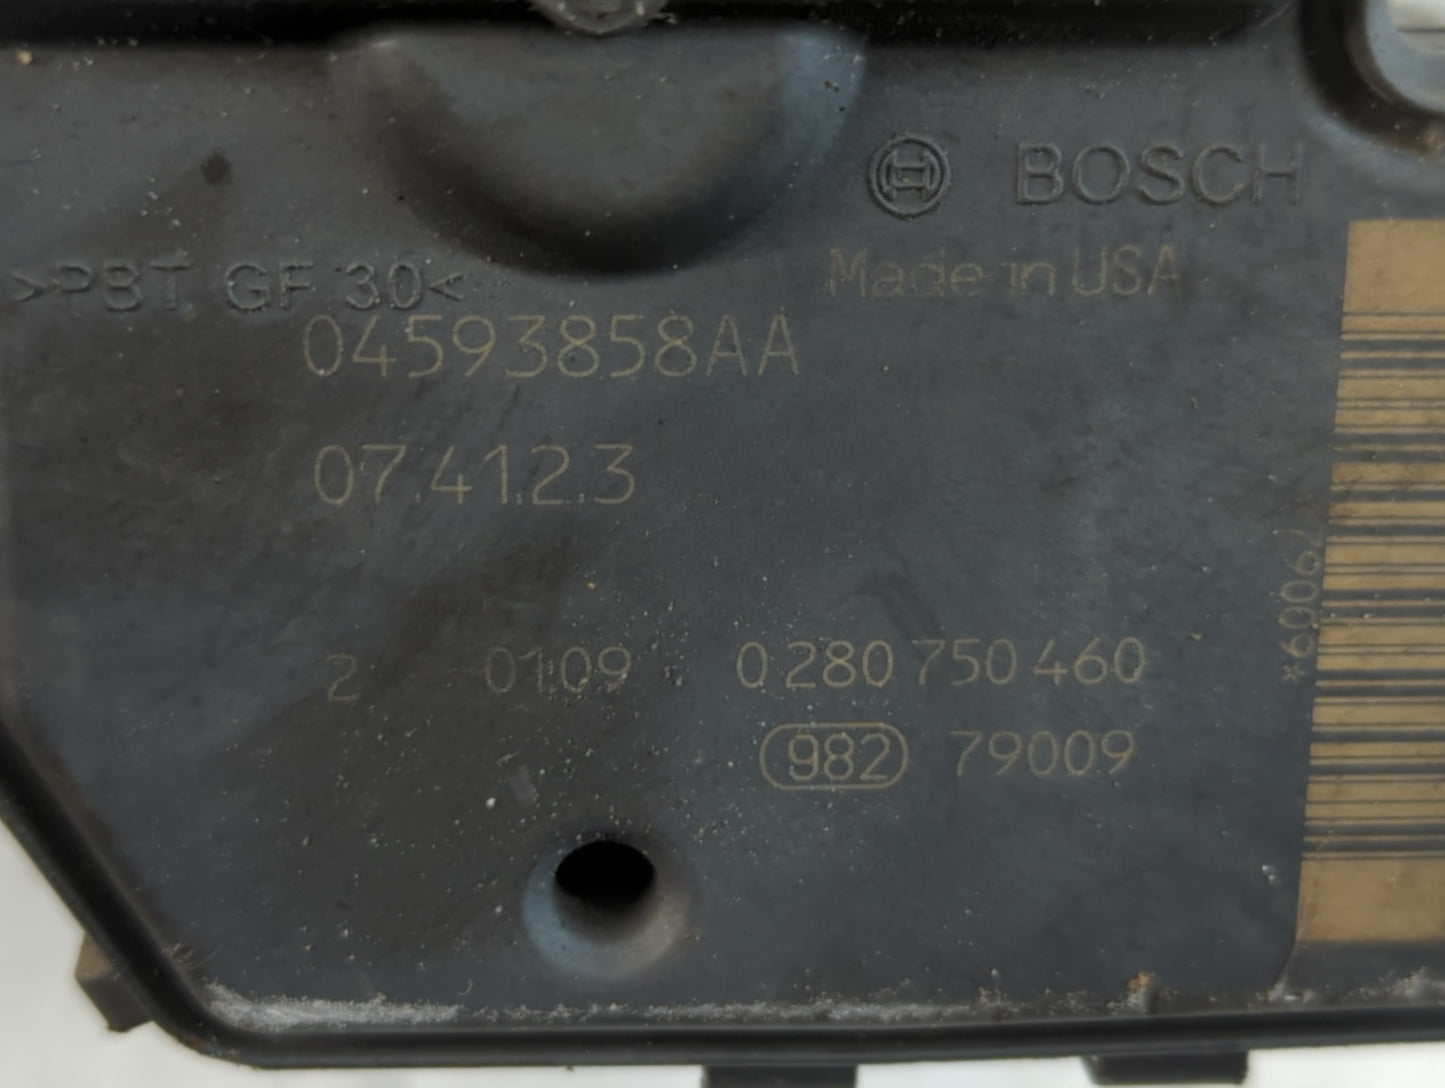 BOSCH
Made in USA
>PBT GF 30<
04593858AA
07.41.2.3
2 01.09 0 280 750 460
982 79009